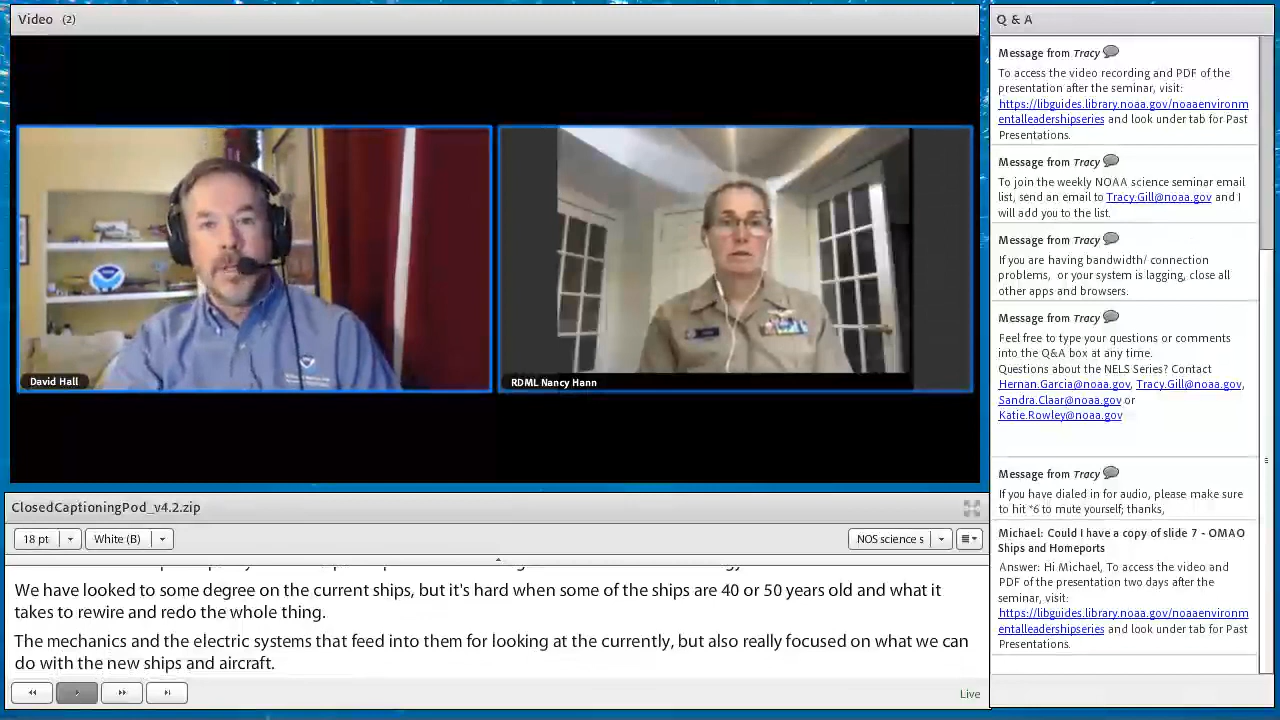 Video (2)
David Hall
RDML Nancy Hann
ClosedCaptioningPod_v4.2.zip
18 pt
White (B)
NOS science s
We have looked to some degree on the current ships, but it's hard when some of the ships are 40 or 50 years old and what it
takes to rewire and redo the whole thing.
The mechanics and the electric systems that feed into them for looking at the currently, but also really focused on what we can
do with the new ships and aircraft.
Live
Q & A
Message from Tracy
To access the video recording and PDF of the
presentation after the seminar, visit:
https://libguides.library.noaa.gov/noaaenvironm
entalleadershipseries and look under tab for Past
Presentations.
Message from Tracy
To join the weekly NOAA science seminar email
list, send an email to Tracy.Gill@noaa.gov and I
will add you to the list.
Message from Tracy
If you are having bandwidth/ connection
problems, or your system is lagging, close all
other apps and browsers.
Message from Tracy
Feel free to type your questions or comments
into the Q&A box at any time.
Questions about the NELS Series? Contact
Hernan.Garcia@noaa.gov, Tracy.Gill@noaa.gov,
Sandra.Claar@noaa.gov or
Katie.Rowley@noaa.gov
Message from Tracy
If you have dialed in for audio, please make sure
to hit *6 to mute yourself; thanks,
Michael: Could I have a copy of slide 7 - OMAO
Ships and Homeports
Answer: Hi Michael, To access the video and
PDF of the presentation two days after the
seminar, visit:
https://libguides.library.noaa.gov/noaaenvironm
entalleadershipseries and look under tab for Past
Presentations.